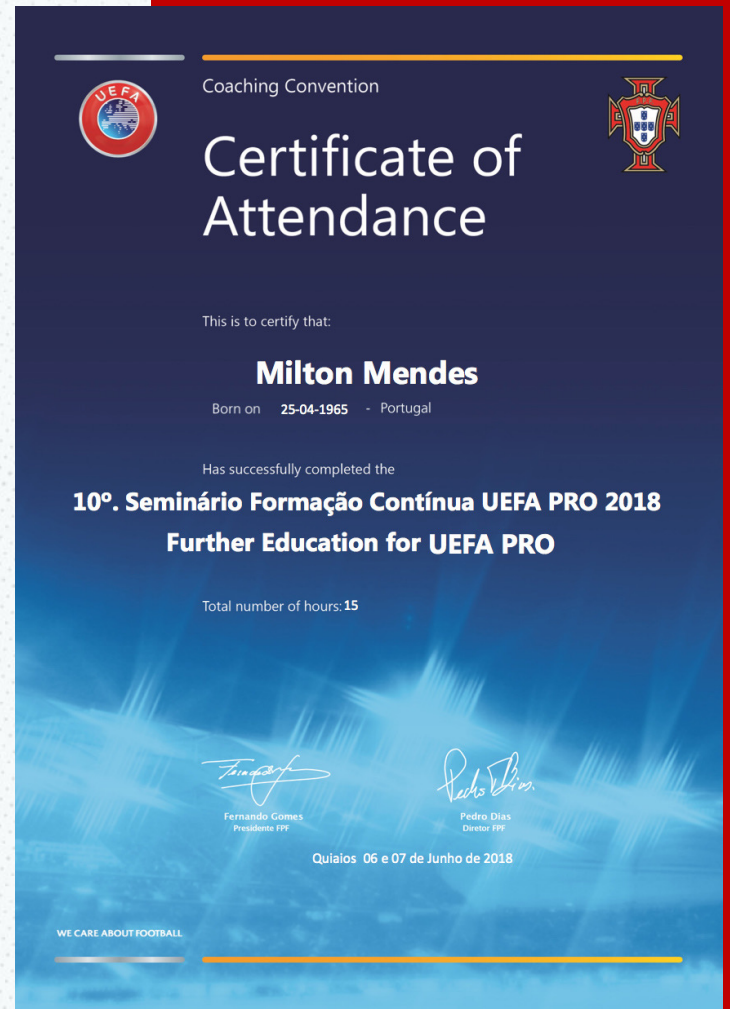 UEFA
Coaching Convention
Certificate of
Attendance
This is to certify that:
Milton Mendes
Born on 25-04-1965 - Portugal
Has successfully completed the
10º. Seminário Formação Contínua UEFA PRO 2018
Further Education for UEFA PRO
Total number of hours: 15
Pedro Dias.
Fernando Gomes
Presidente FPF
Pedro Dias
Diretor FPF
Quiaios 06 e 07 de Junho de 2018
WE CARE ABOUT FOOTBALL